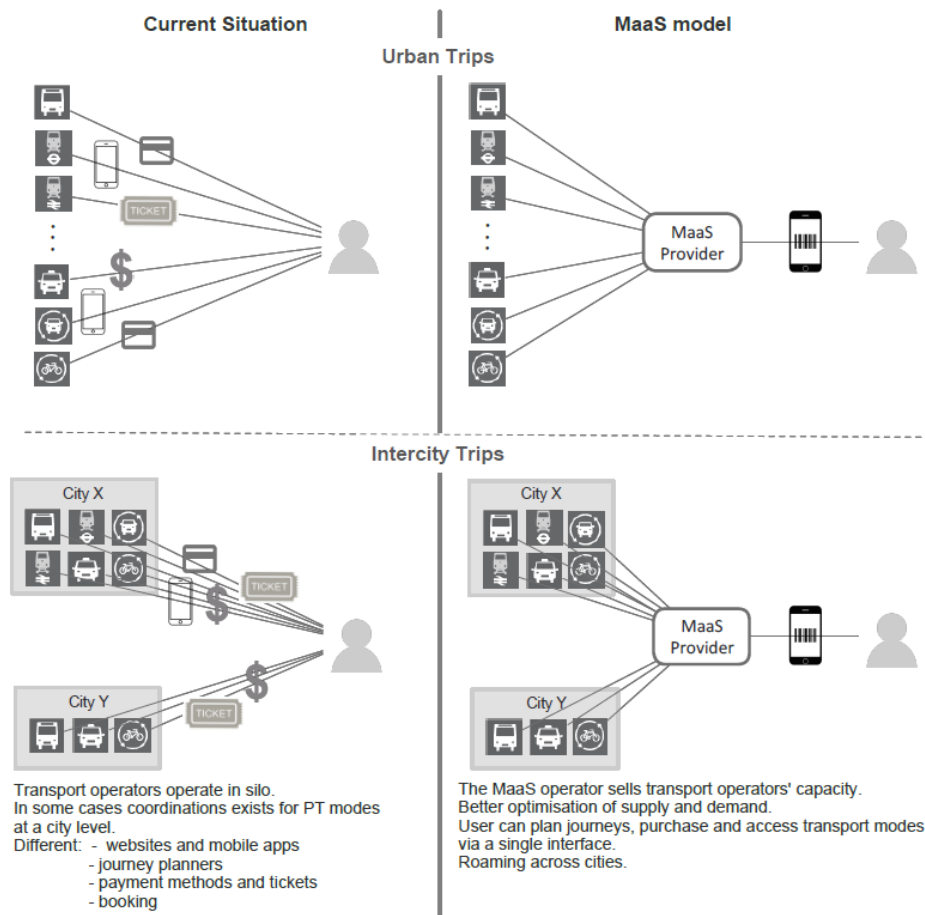 Current Situation
MaaS model
Urban Trips
TICKET
MaaS
Provider
Intercity Trips
City X
TICKET
City Y
TICKET
City X
MaaS
Provider
City Y
Transport operators operate in silo.
In some cases coordinations exists for PT modes
at a city level.
Different: - websites and mobile apps
- journey planners
- payment methods and tickets
- booking
The MaaS operator sells transport operators' capacity.
Better optimisation of supply and demand.
User can plan journeys, purchase and access transport modes
via a single interface.
Roaming across cities.